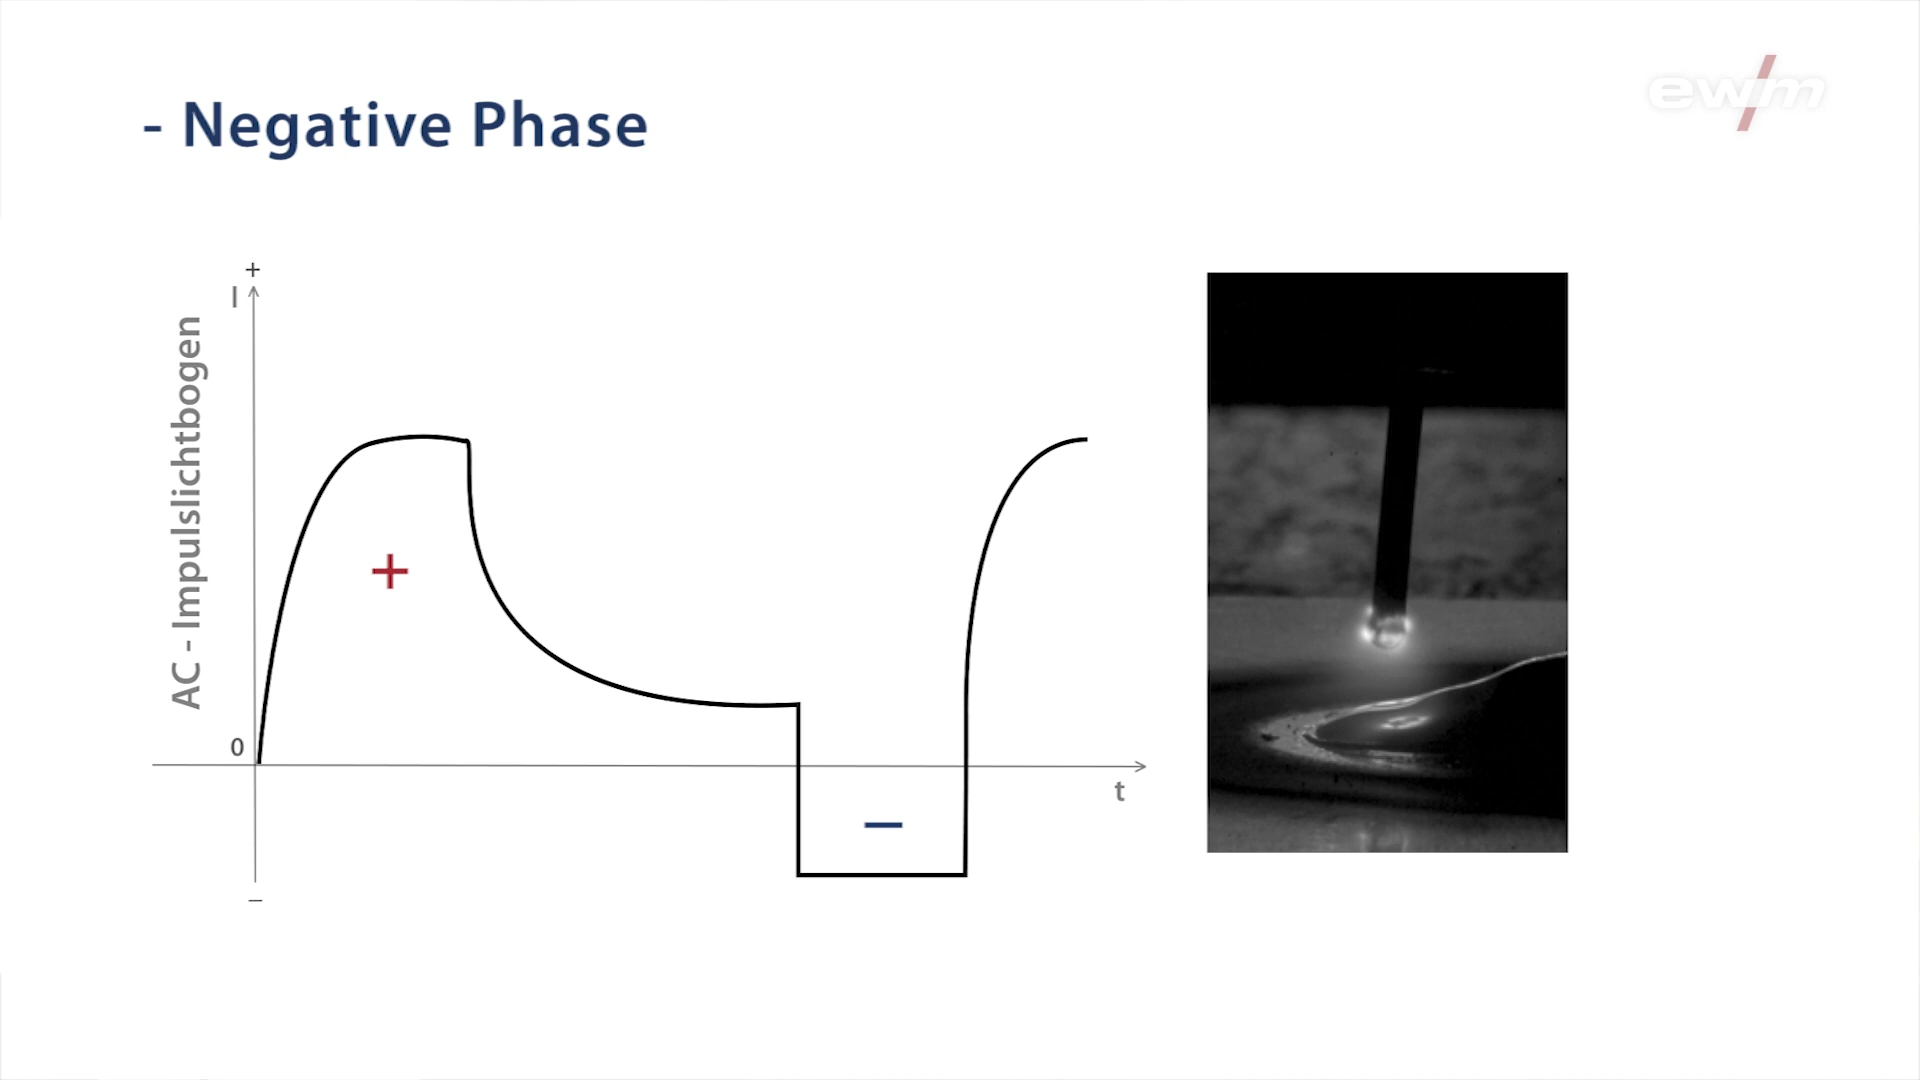 - Negative Phase
ewm
+
I
AC - Impulslichtbogen
+
0
t
–
–